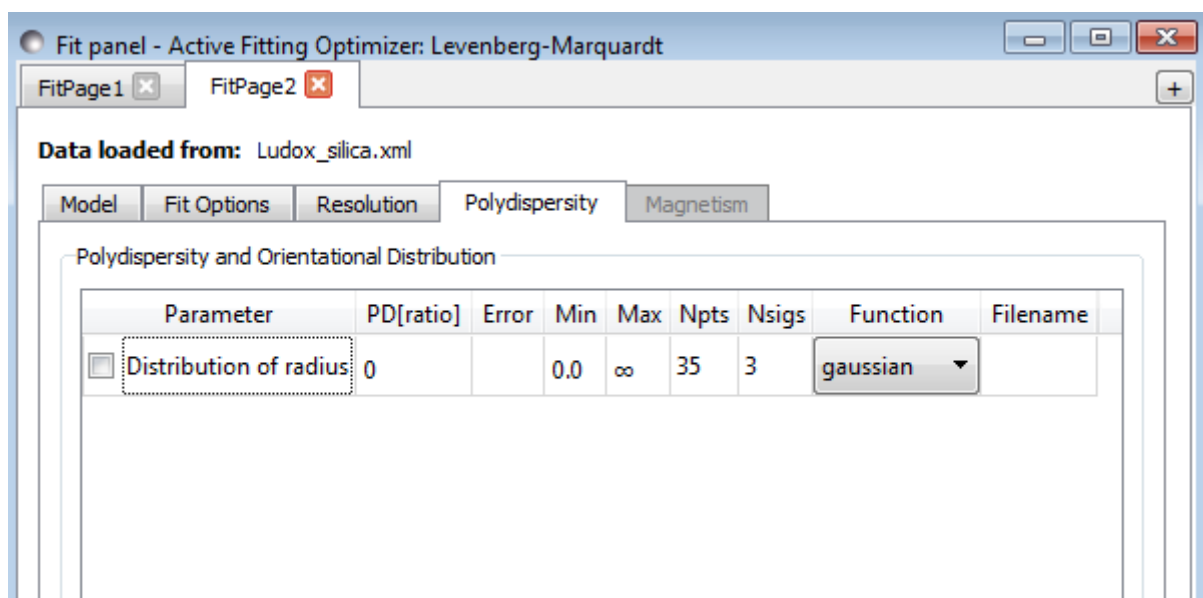 Fit panel - Active Fitting Optimizer: Levenberg-Marquardt
FitPage1 FitPage2 +
Data loaded from: Ludox_silica.xml
Model Fit Options Resolution Polydispersity Magnetism
Polydispersity and Orientational Distribution
Parameter PD[ratio] Error Min Max Npts Nsigs Function Filename
Distribution of radius 0 0.0 ∞ 35 3 gaussian